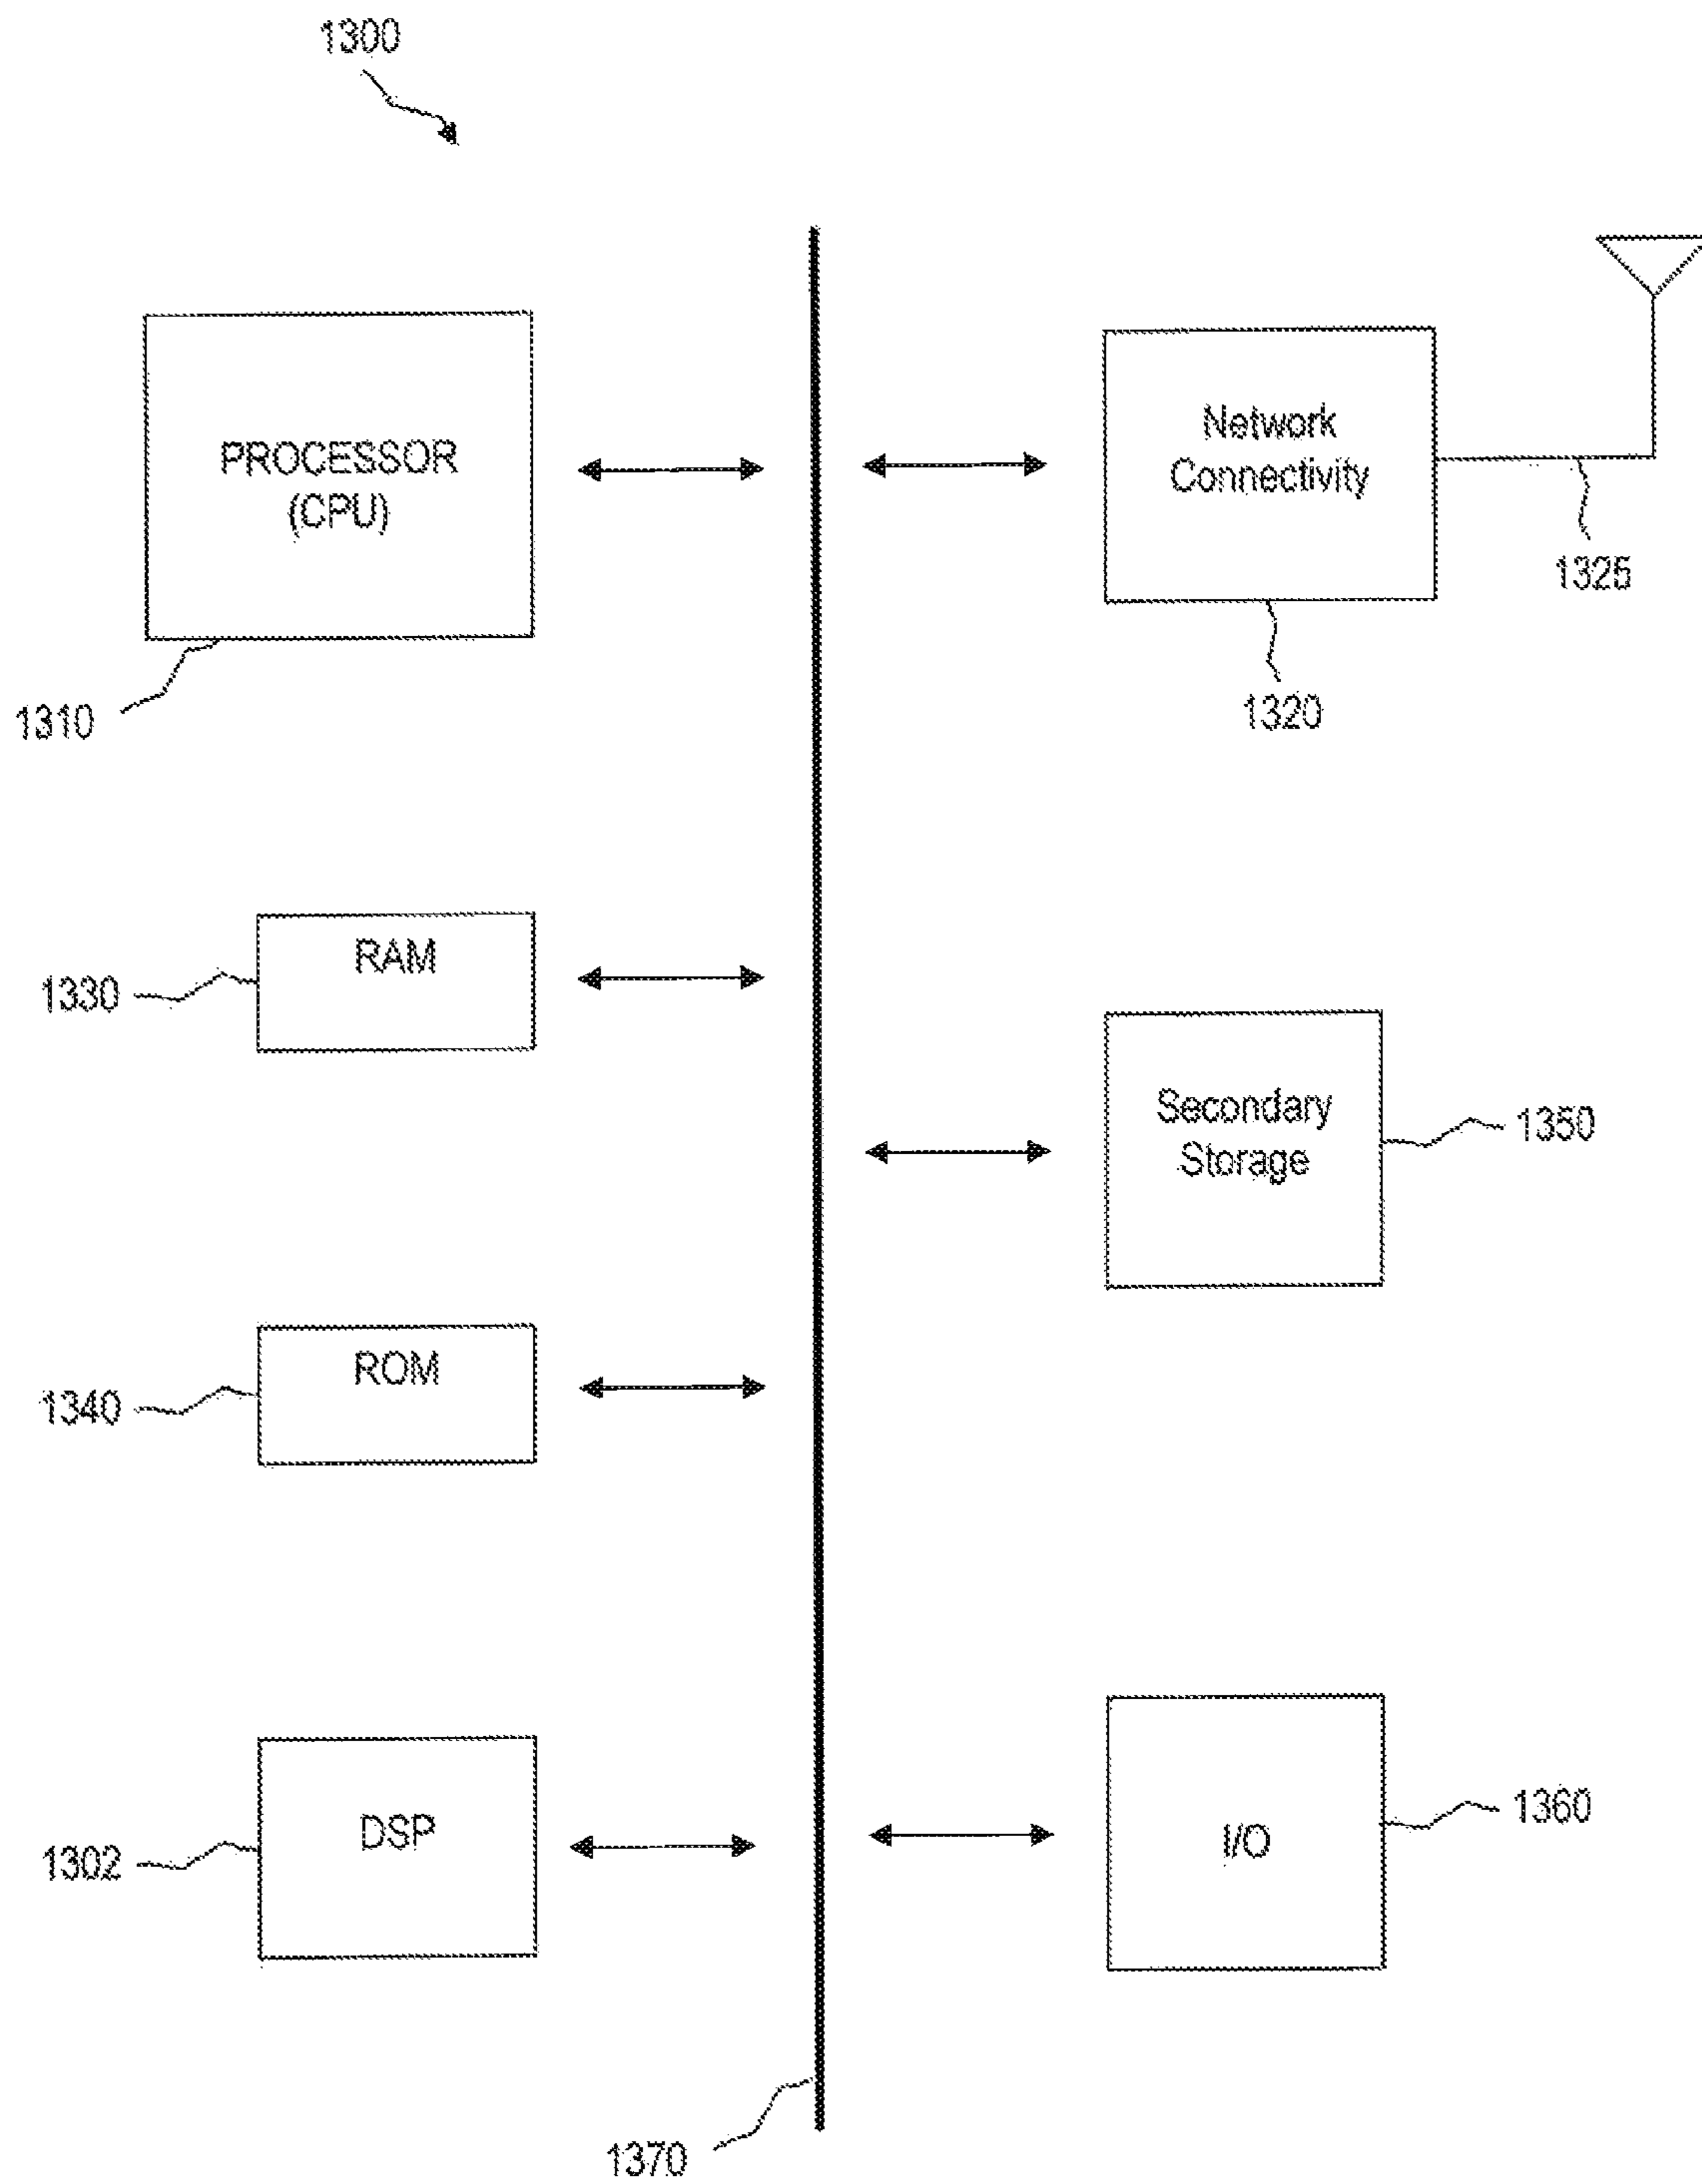 1300
PROCESSOR
(CPU)
1310
Network
Connectivity
1325
1320
RAM
1330
Secondary
Storage
1350
ROM
1340
DSP
1302
I/O
1360
1370